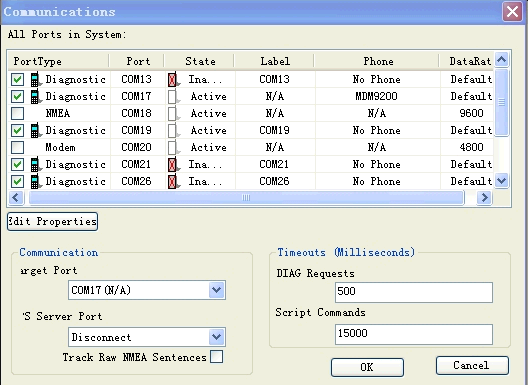 Communications
All Ports in System:
PortType Port State Label Phone DataRat
Diagnostic COM13 Ina... COM13 No Phone Default
Diagnostic COM17 Active N/A MDM9200 Default
NMEA COM18 Active N/A N/A 9600
Diagnostic COM19 Active COM19 No Phone Default
Modem COM20 Active N/A N/A 4800
Diagnostic COM21 Ina... COM21 No Phone Default
Diagnostic COM26 Ina... COM26 No Phone Default
Edit Properties
Communication
arget Port
COM17(N/A)
'S Server Port
Disconnect
Track Raw NMEA Sentences
Timeouts (Milliseconds)
DIAG Requests
500
Script Commands
15000
OK
Cancel